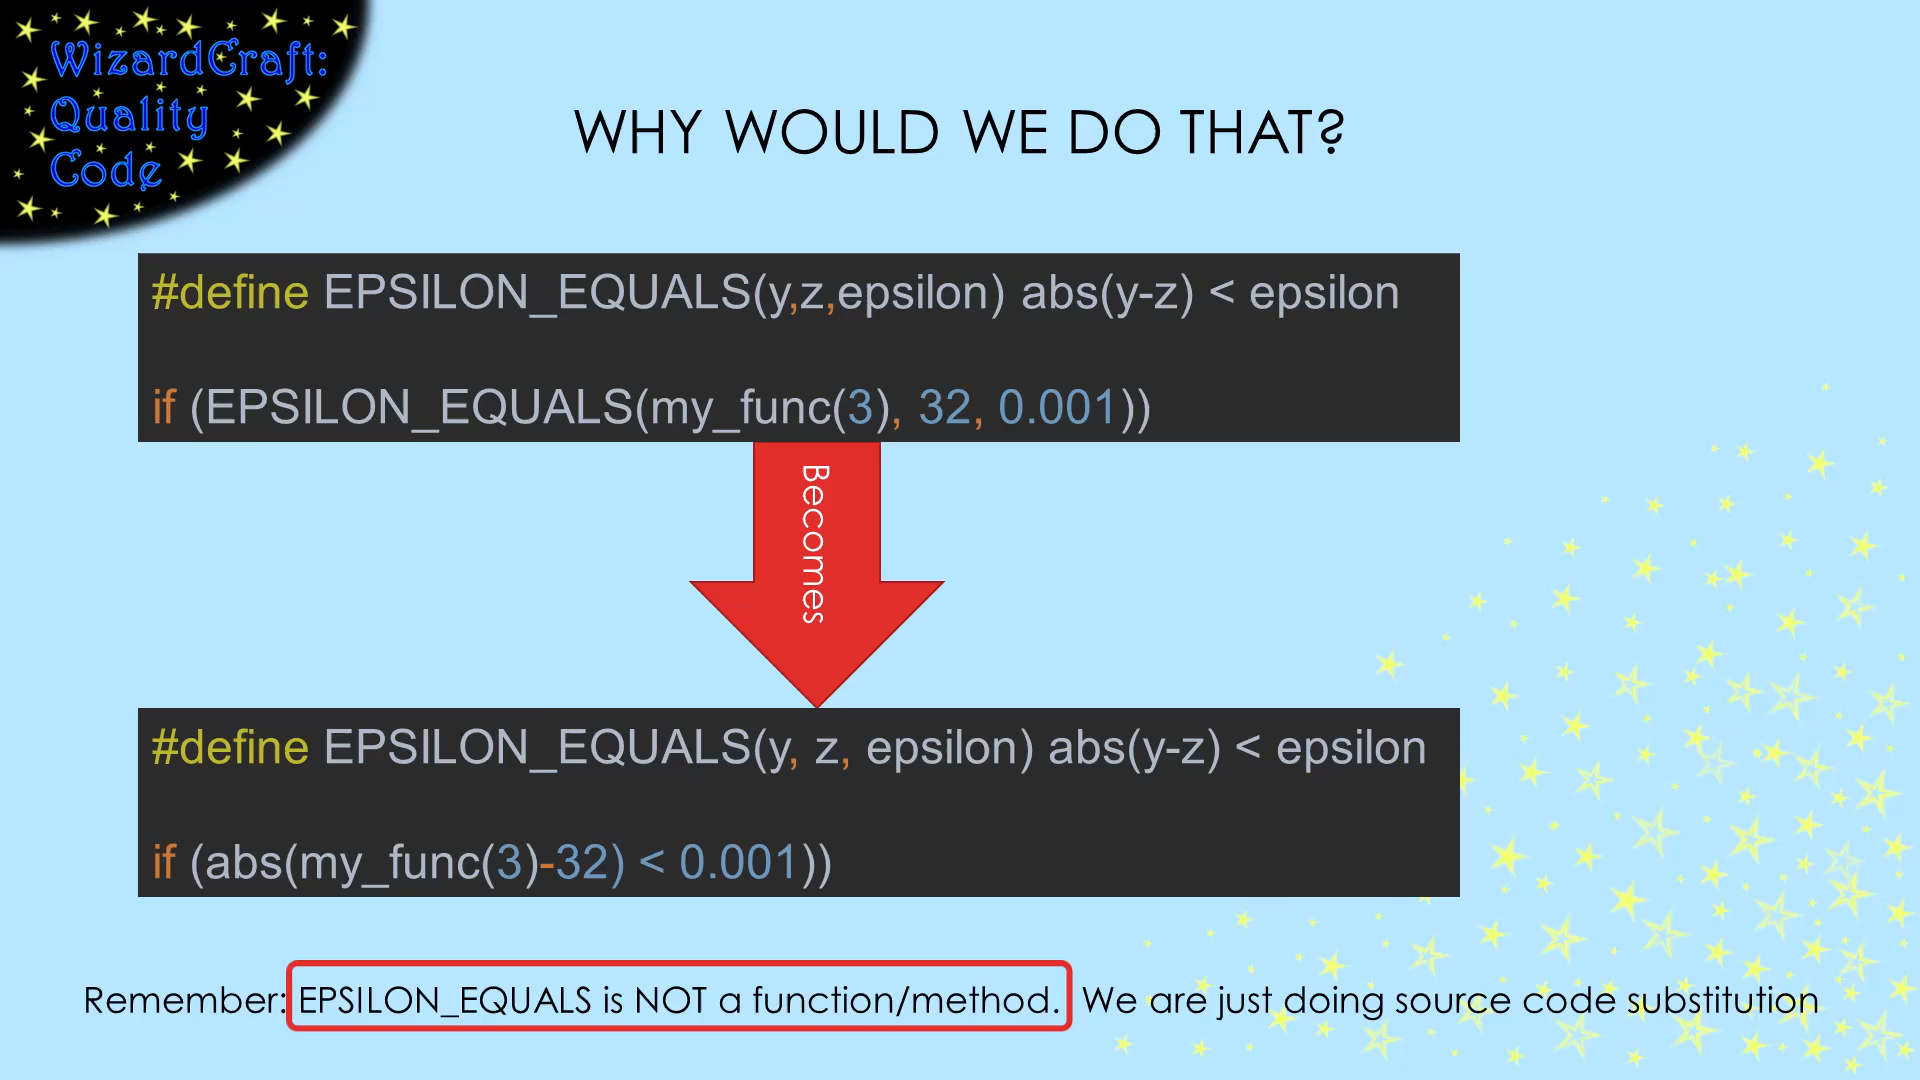 WizardCraft:
Quality
Code
WHY WOULD WE DO THAT?
#define EPSILON_EQUALS(y,z,epsilon) abs(y-z) < epsilon
if (EPSILON_EQUALS(my_func(3), 32, 0.001))
Becomes
#define EPSILON_EQUALS(y, z, epsilon) abs(y-z) < epsilon
if (abs(my_func(3)-32) < 0.001))
Remember: EPSILON_EQUALS is NOT a function/method. We are just doing source code substitution